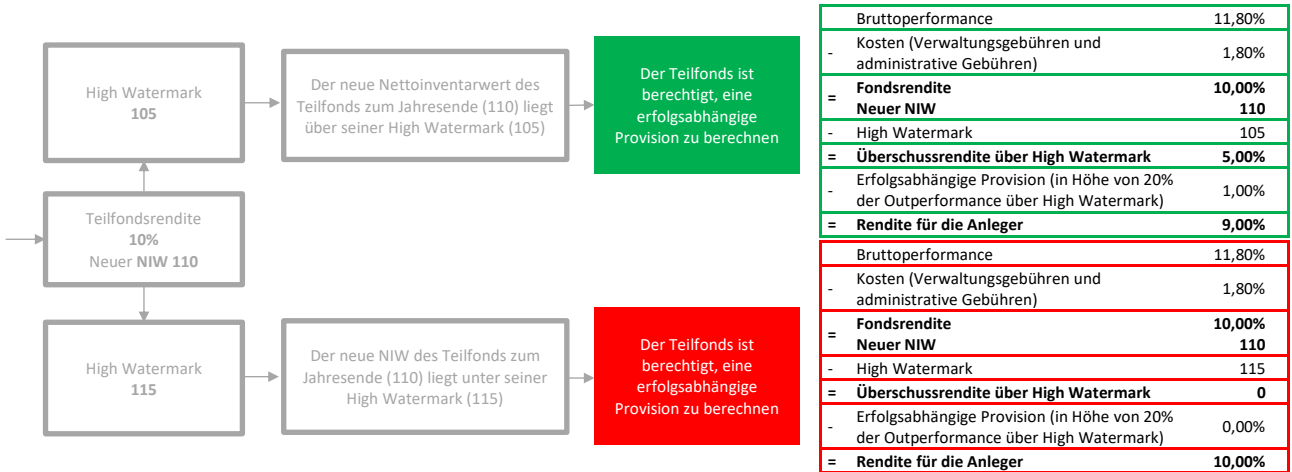 High Watermark
105
Der neue Nettoinventarwert des
Teilfonds zum Jahresende (110) liegt
über seiner High Watermark (105)
Der Teilfonds ist
berechtigt, eine
erfolgsabhängige
Provision zu berechnen
Teilfondsrendite
10%
Neuer NIW 110
High Watermark
115
Der neue NIW des Teilfonds zum
Jahresende (110) liegt unter seiner
High Watermark (115)
Der Teilfonds ist
berechtigt, eine
erfolgsabhängige
Provision zu berechnen
Bruttoperformance 11,80%
- Kosten (Verwaltungsgebühren und
administrative Gebühren) 1,80%
= Fondsrendite 10,00%
Neuer NIW 110
- High Watermark 105
= Überschussrendite über High Watermark 5,00%
- Erfolgsabhängige Provision (in Höhe von 20%
der Outperformance über High Watermark) 1,00%
= Rendite für die Anleger 9,00%
Bruttoperformance 11,80%
- Kosten (Verwaltungsgebühren und
administrative Gebühren) 1,80%
= Fondsrendite 10,00%
Neuer NIW 110
- High Watermark 115
= Überschussrendite über High Watermark 0
- Erfolgsabhängige Provision (in Höhe von 20%
der Outperformance über High Watermark) 0,00%
= Rendite für die Anleger 10,00%